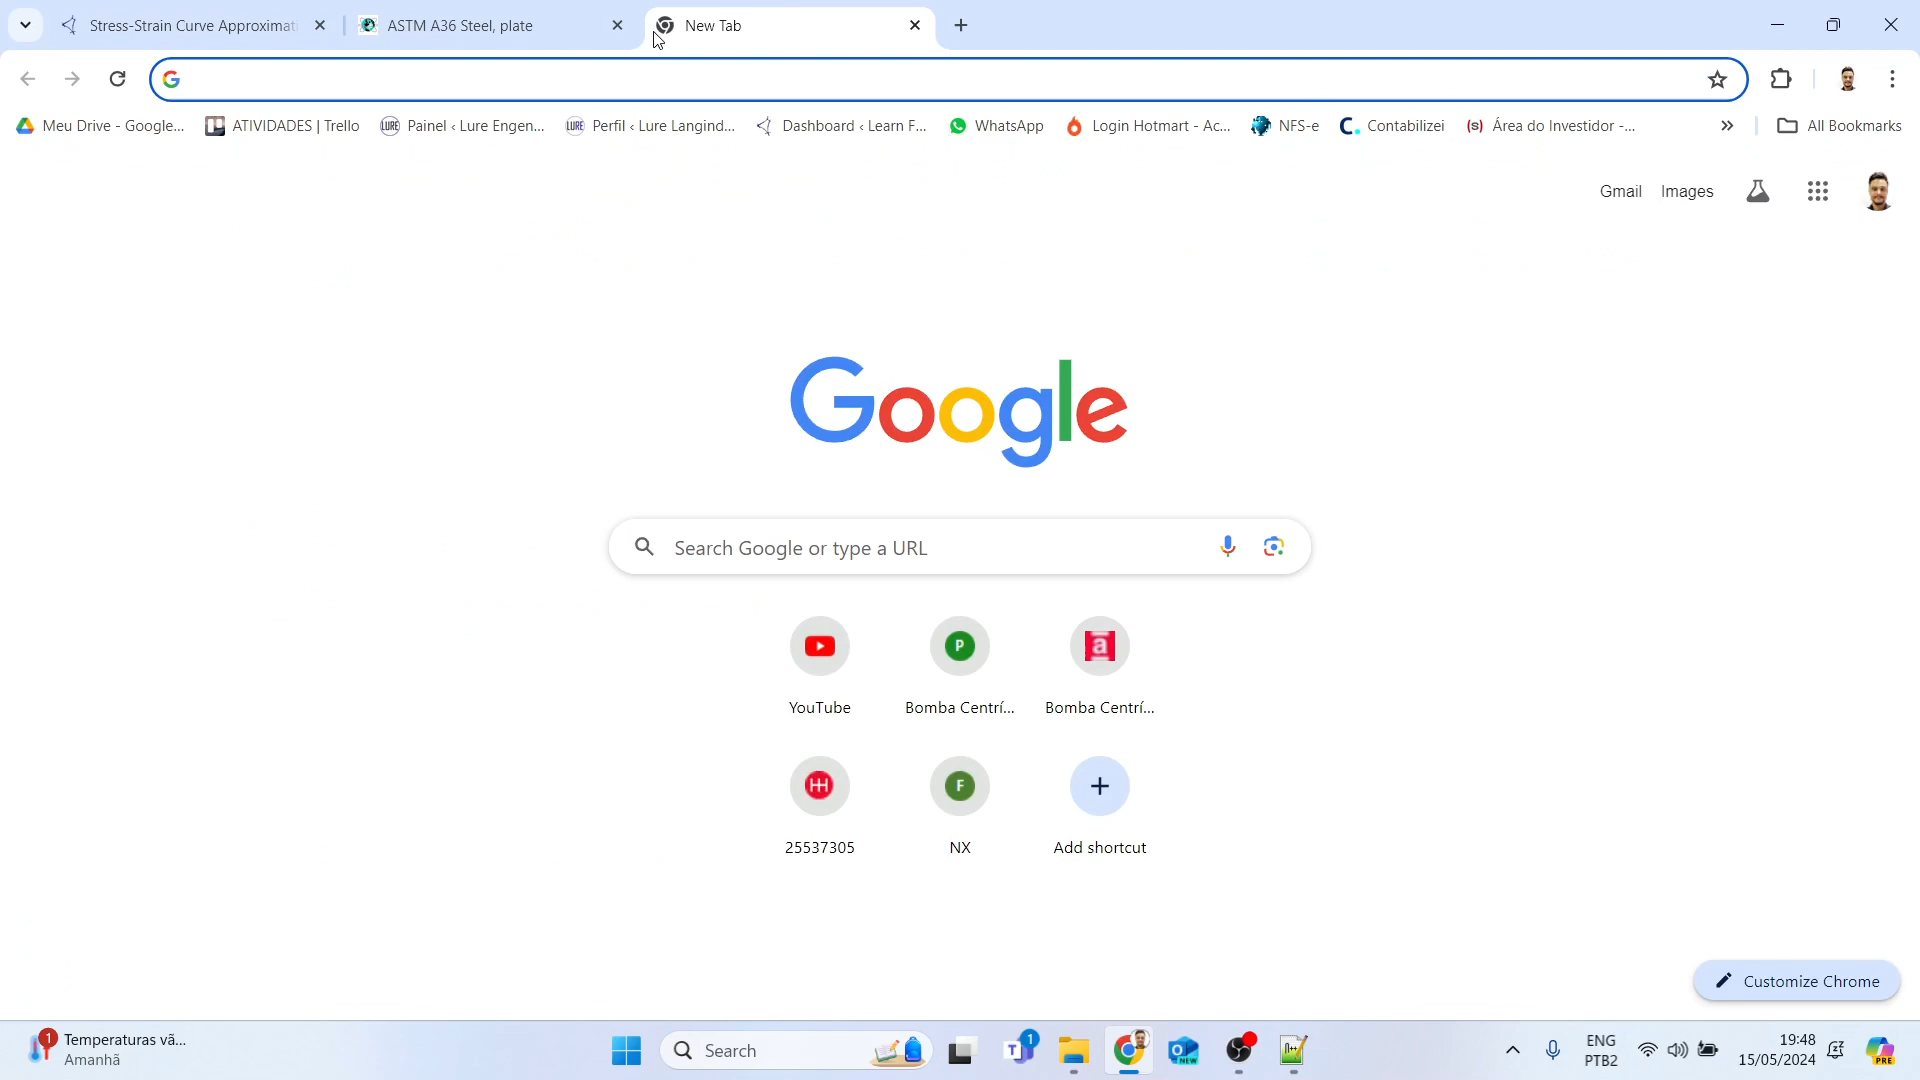 Stress-Strain Curve Approximat
ASTM A36 Steel, plate
New Tab
Meu Drive - Google...
ATIVIDADES | Trello
Painel ‹ Lure Engen...
Perfil ‹ Lure Langind...
Dashboard ‹ Learn F...
WhatsApp
Login Hotmart - Ac...
NFS-e
Contabilizei
Área do Investidor -...
All Bookmarks
Gmail
Images
Google
Search Google or type a URL
YouTube
Bomba Centrí...
Bomba Centrí...
25537305
NX
Add shortcut
Customize Chrome
Temperaturas vã...
Amanhã
Search
ENG
PTB2
19:48
15/05/2024